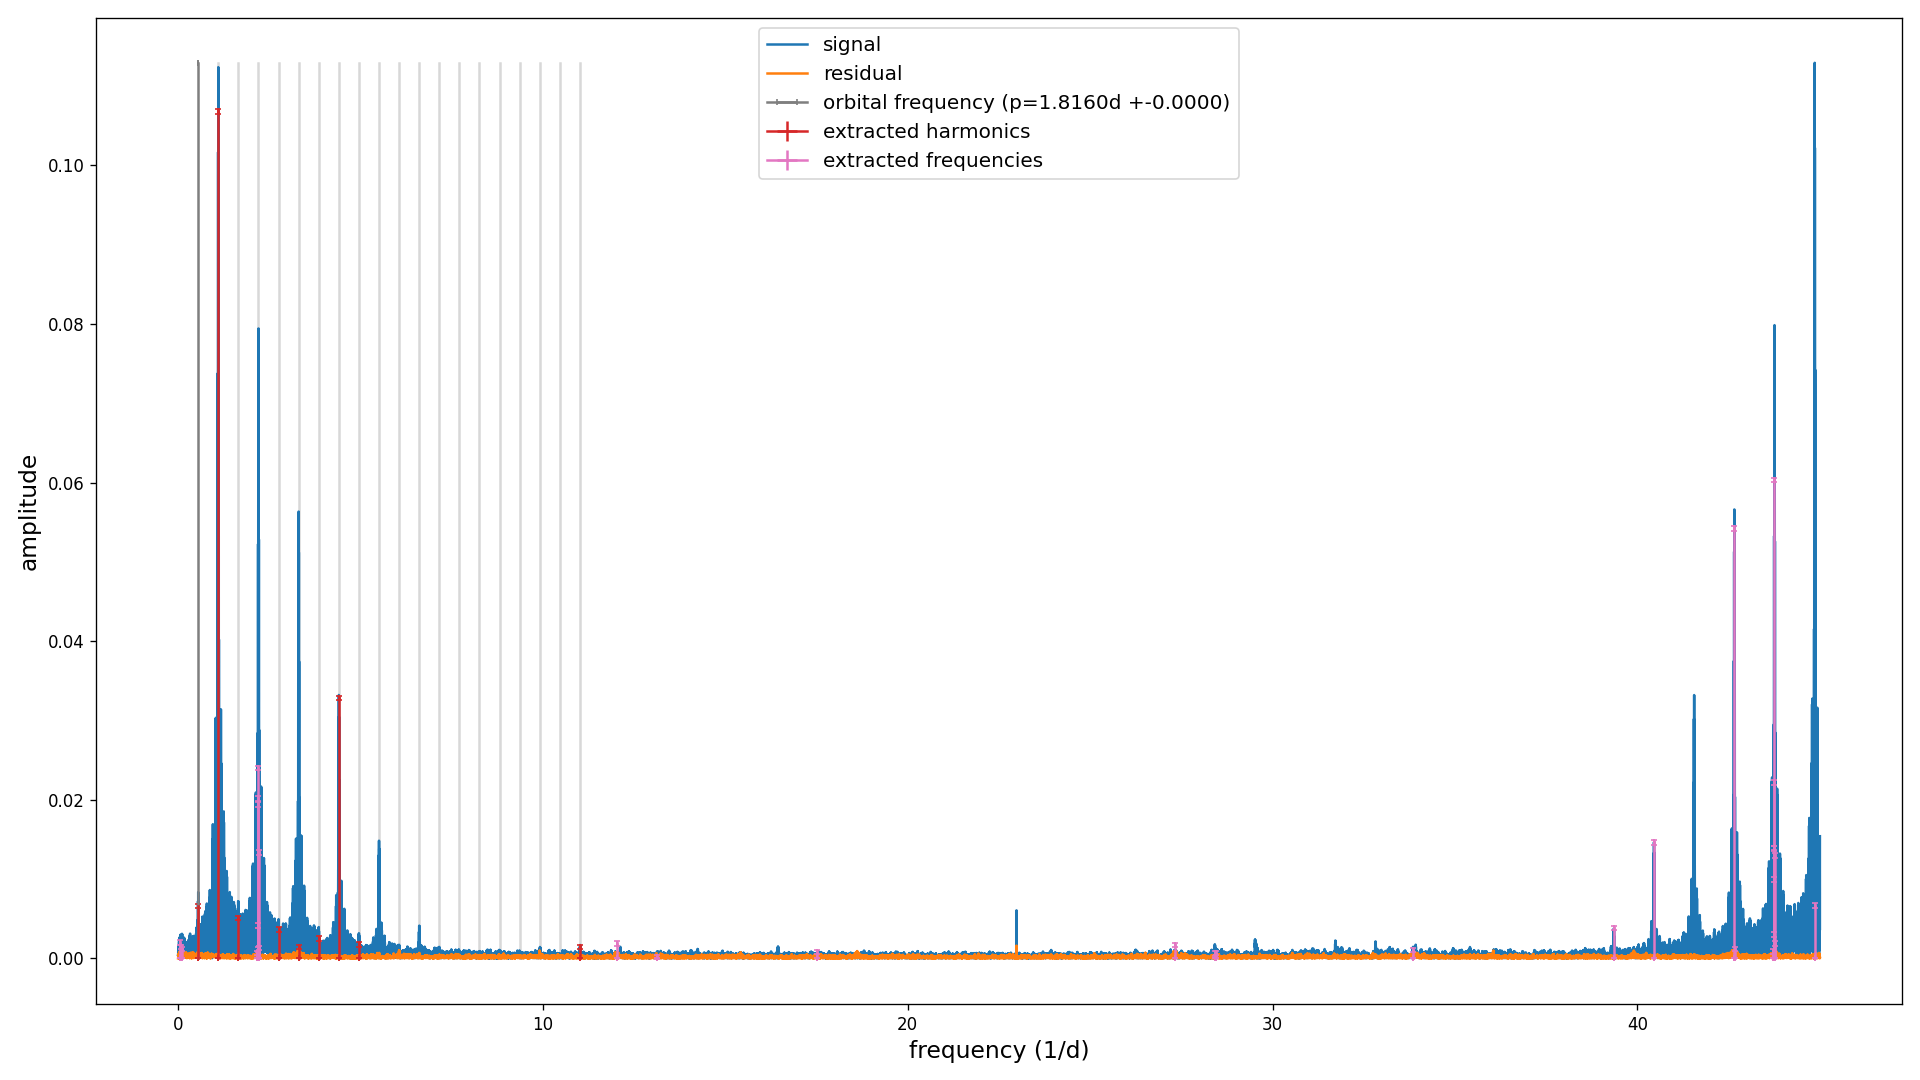 signal
residual
orbital frequency (p=1.8160d +-0.0000)
extracted harmonics
extracted frequencies
0.10
0.08
0.06
0.04
0.02
0.00
amplitude
0 10 20 30 40
frequency (1/d)